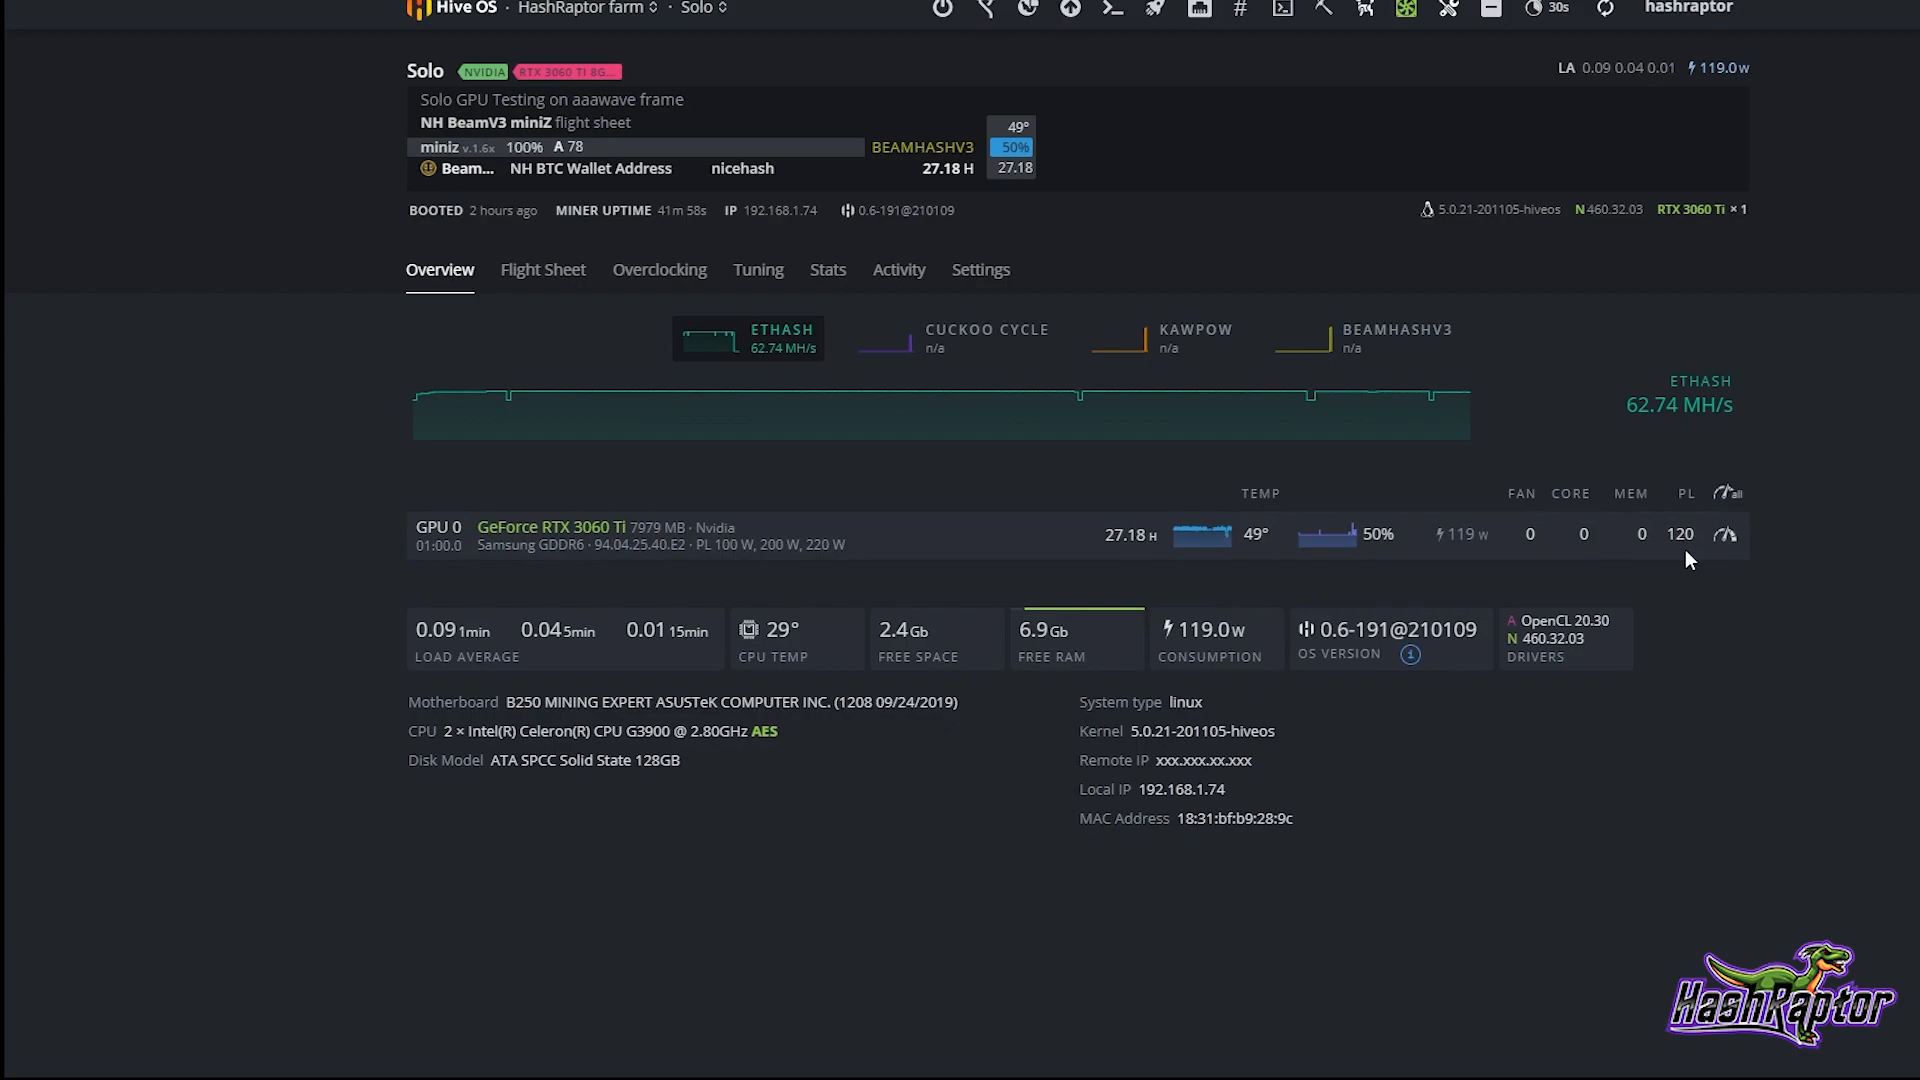 Hive OS · HashRaptor farm · Solo
30s
hashraptor
Solo NVIDIA RTX 3060 TI 8G...
LA 0.09 0.04 0.01 119.0 w
Solo GPU Testing on aaawave frame
NH BeamV3 miniZ flight sheet
49°
miniz v.1.6x 100% A 78 BEAMHASHV3 50%
Beam... NH BTC Wallet Address nicehash 27.18 H 27.18
BOOTED 2 hours ago MINER UPTIME 41m 58s IP 192.168.1.74 0.6-191@210109
5.0.21-201105-hiveos N 460.32.03 RTX 3060 Ti × 1
Overview Flight Sheet Overclocking Tuning Stats Activity Settings
ETHASH
62.74 MH/s
CUCKOO CYCLE
n/a
KAWPOW
n/a
BEAMHASHV3
n/a
ETHASH
62.74 MH/s
TEMP FAN CORE MEM PL all
GPU 0 GeForce RTX 3060 Ti 7979 MB · Nvidia
01:00.0 Samsung GDDR6 · 94.04.25.40.E2 · PL 100 W, 200 W, 220 W
27.18 H 49° 50% 119 w 0 0 0 120
0.09 1min 0.04 5min 0.01 15min
LOAD AVERAGE
29°
CPU TEMP
2.4 Gb
FREE SPACE
6.9 Gb
FREE RAM
119.0 w
CONSUMPTION
0.6-191@210109
OS VERSION i
A OpenCL 20.30
N 460.32.03
DRIVERS
Motherboard B250 MINING EXPERT ASUSTeK COMPUTER INC. (1208 09/24/2019)
CPU 2 × Intel(R) Celeron(R) CPU G3900 @ 2.80GHz AES
Disk Model ATA SPCC Solid State 128GB
System type linux
Kernel 5.0.21-201105-hiveos
Remote IP xxx.xxx.xx.xxx
Local IP 192.168.1.74
MAC Address 18:31:bf:b9:28:9c
HashRaptor